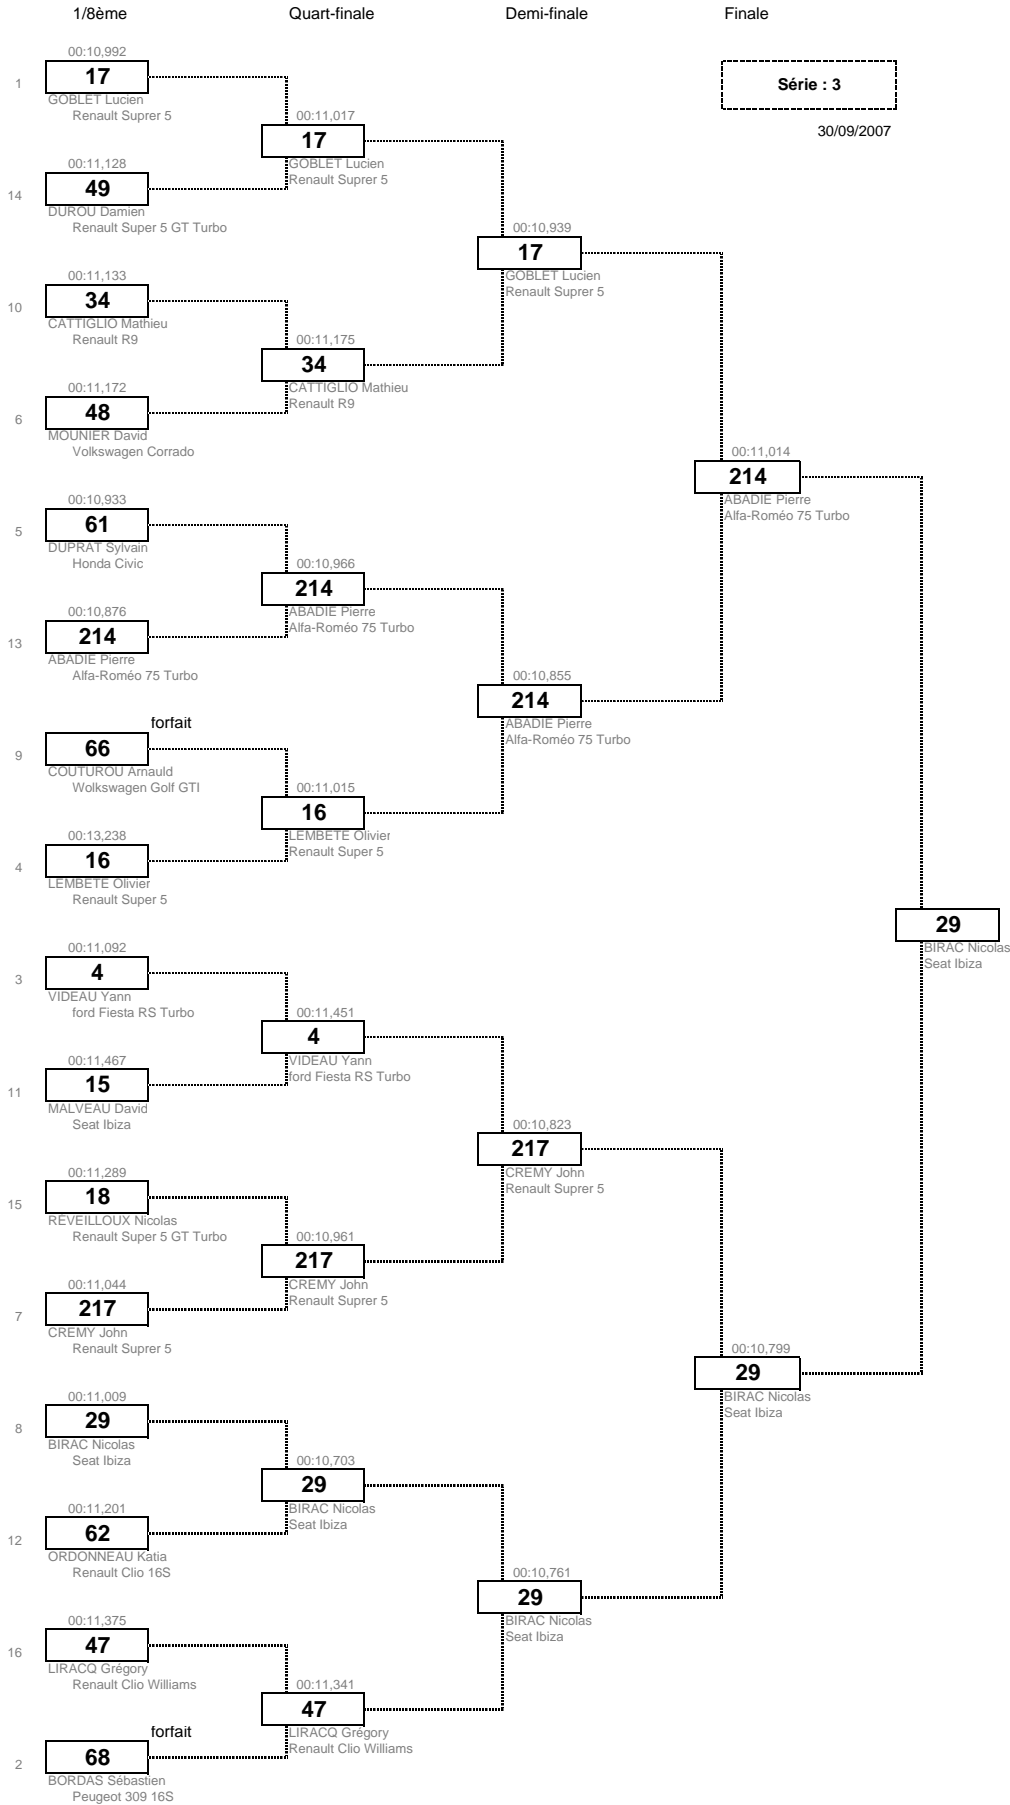 1/8ème
Quart-finale
Demi-finale
Finale
Série : 3
30/09/2007
00:10,992
1
17
GOBLET Lucien
Renault Suprer 5
00:11,017
17
GOBLET Lucien
Renault Suprer 5
00:11,128
14
49
DUROU Damien
Renault Super 5 GT Turbo
00:10,939
17
GOBLET Lucien
Renault Suprer 5
00:11,133
10
34
CATTIGLIO Mathieu
Renault R9
00:11,175
34
CATTIGLIO Mathieu
Renault R9
00:11,172
6
48
MOUNIER David
Volkswagen Corrado
00:11,014
214
ABADIE Pierre
Alfa-Roméo 75 Turbo
00:10,933
5
61
DUPRAT Sylvain
Honda Civic
00:10,966
214
ABADIE Pierre
Alfa-Roméo 75 Turbo
00:10,876
13
214
ABADIE Pierre
Alfa-Roméo 75 Turbo
00:10,855
214
ABADIE Pierre
Alfa-Roméo 75 Turbo
forfait
9
66
COUTUROU Arnauld
Wolkswagen Golf GTI
00:11,015
16
LEMBETE Olivier
Renault Super 5
00:13,238
4
16
LEMBETE Olivier
Renault Super 5
29
BIRAC Nicolas
Seat Ibiza
00:11,092
3
4
VIDEAU Yann
ford Fiesta RS Turbo
00:11,451
4
VIDEAU Yann
ford Fiesta RS Turbo
00:11,467
11
15
MALVEAU David
Seat Ibiza
00:10,823
217
CREMY John
Renault Suprer 5
00:11,289
15
18
RÉVEILLOUX Nicolas
Renault Super 5 GT Turbo
00:10,961
217
CREMY John
Renault Suprer 5
00:11,044
7
217
CREMY John
Renault Suprer 5
00:10,799
29
BIRAC Nicolas
Seat Ibiza
00:11,009
8
29
BIRAC Nicolas
Seat Ibiza
00:10,703
29
BIRAC Nicolas
Seat Ibiza
00:11,201
12
62
ORDONNEAU Katia
Renault Clio 16S
00:10,761
29
BIRAC Nicolas
Seat Ibiza
00:11,375
16
47
LIRACQ Grégory
Renault Clio Williams
00:11,341
47
LIRACQ Grégory
Renault Clio Williams
forfait
2
68
BORDAS Sébastien
Peugeot 309 16S